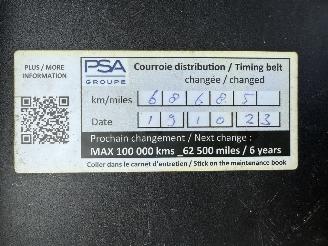 PLUS / MORE
INFORMATION
PSA
GROUPE
Courroie distribution / Timing belt
changée / changed
km/miles 6 8 6 8 5
Date 1 9 1 0 2 3
Prochain changement / Next change :
MAX 100 000 kms _62 500 miles / 6 years
Coller dans le carnet d'entretien / Stick on the maintenance book